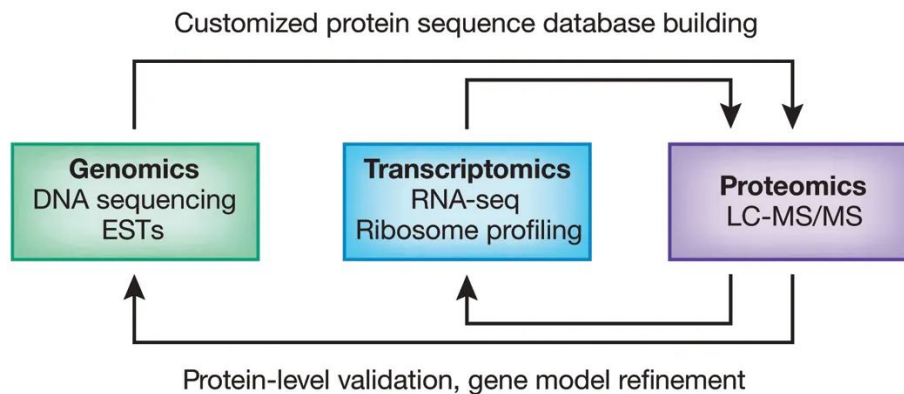 Customized protein sequence database building
Genomics
DNA sequencing
ESTs
Transcriptomics
RNA-seq
Ribosome profiling
Proteomics
LC-MS/MS
Protein-level validation, gene model refinement